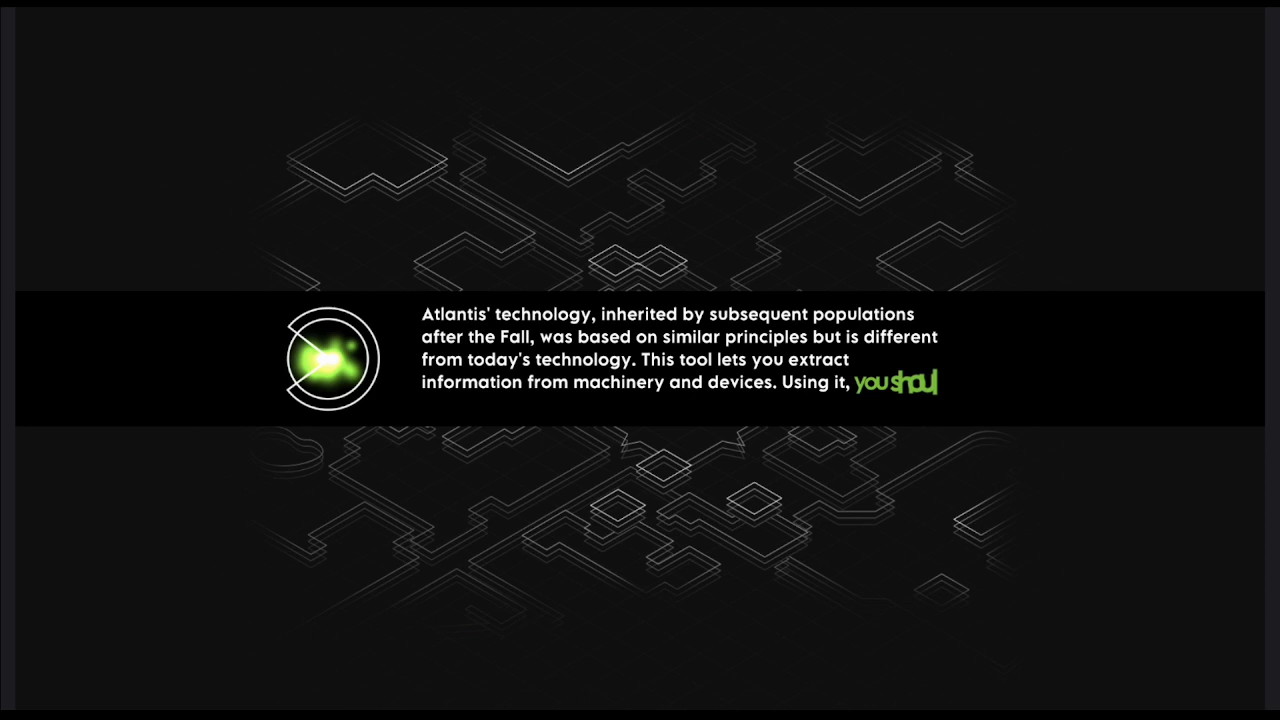 Atlantis' technology, inherited by subsequent populations
after the Fall, was based on similar principles but is different
from today's technology. This tool lets you extract
information from machinery and devices. Using it, you shoul